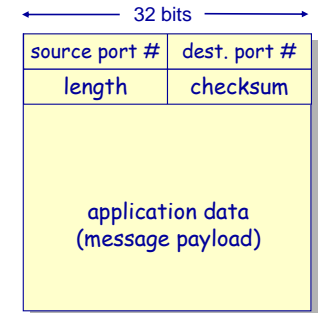 32 bits
source port # dest. port #
length checksum
application data
(message payload)